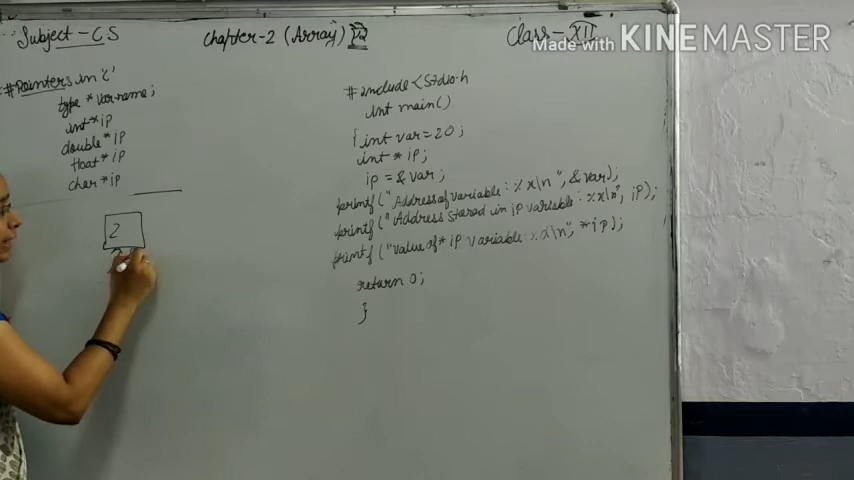 Subject - CS
Chapter-2 (Array)
Class - XII
Made with KINEMASTER
# Pointers in 'C'
type * var-name;
int * ip
double * ip
float * ip
char * ip
2
# include < Stdio.h
int main()
{ int var = 20 ;
int * ip;
ip = & var ;
printf ("Address of variable : % x\n", & var);
printf ("Address stored in ip variable : % x\n", ip);
printf ("Value of * ip variable : % d\n", *ip);
return 0;
}